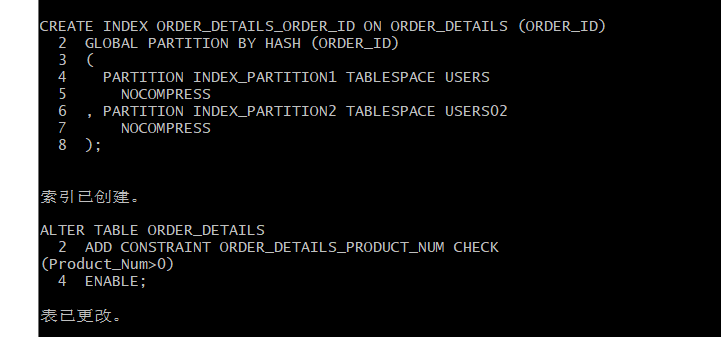 CREATE INDEX ORDER_DETAILS_ORDER_ID ON ORDER_DETAILS (ORDER_ID)
  2  GLOBAL PARTITION BY HASH (ORDER_ID)
  3  (
  4    PARTITION INDEX_PARTITION1 TABLESPACE USERS
  5      NOCOMPRESS
  6  , PARTITION INDEX_PARTITION2 TABLESPACE USERS02
  7      NOCOMPRESS
  8  );
索引已创建。
ALTER TABLE ORDER_DETAILS
  2  ADD CONSTRAINT ORDER_DETAILS_PRODUCT_NUM CHECK
(Product_Num>0)
  4  ENABLE;
表已更改。